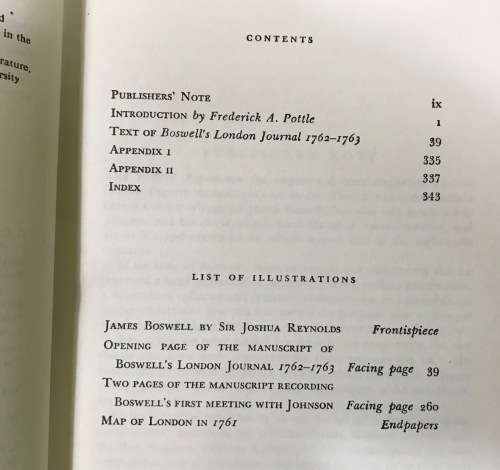 d
in the
rature,
rsity
CONTENTS
PUBLISHERS' NOTE ix
INTRODUCTION by Frederick A. Pottle 1
TEXT OF Boswell's London Journal 1762–1763 39
APPENDIX I 335
APPENDIX II 337
INDEX 343
LIST OF ILLUSTRATIONS
JAMES BOSWELL BY SIR JOSHUA REYNOLDS Frontispiece
OPENING PAGE OF THE MANUSCRIPT OF
BOSWELL'S LONDON JOURNAL 1762–1763 Facing page 39
TWO PAGES OF THE MANUSCRIPT RECORDING
BOSWELL'S FIRST MEETING WITH JOHNSON Facing page 260
MAP OF LONDON IN 1761 Endpapers